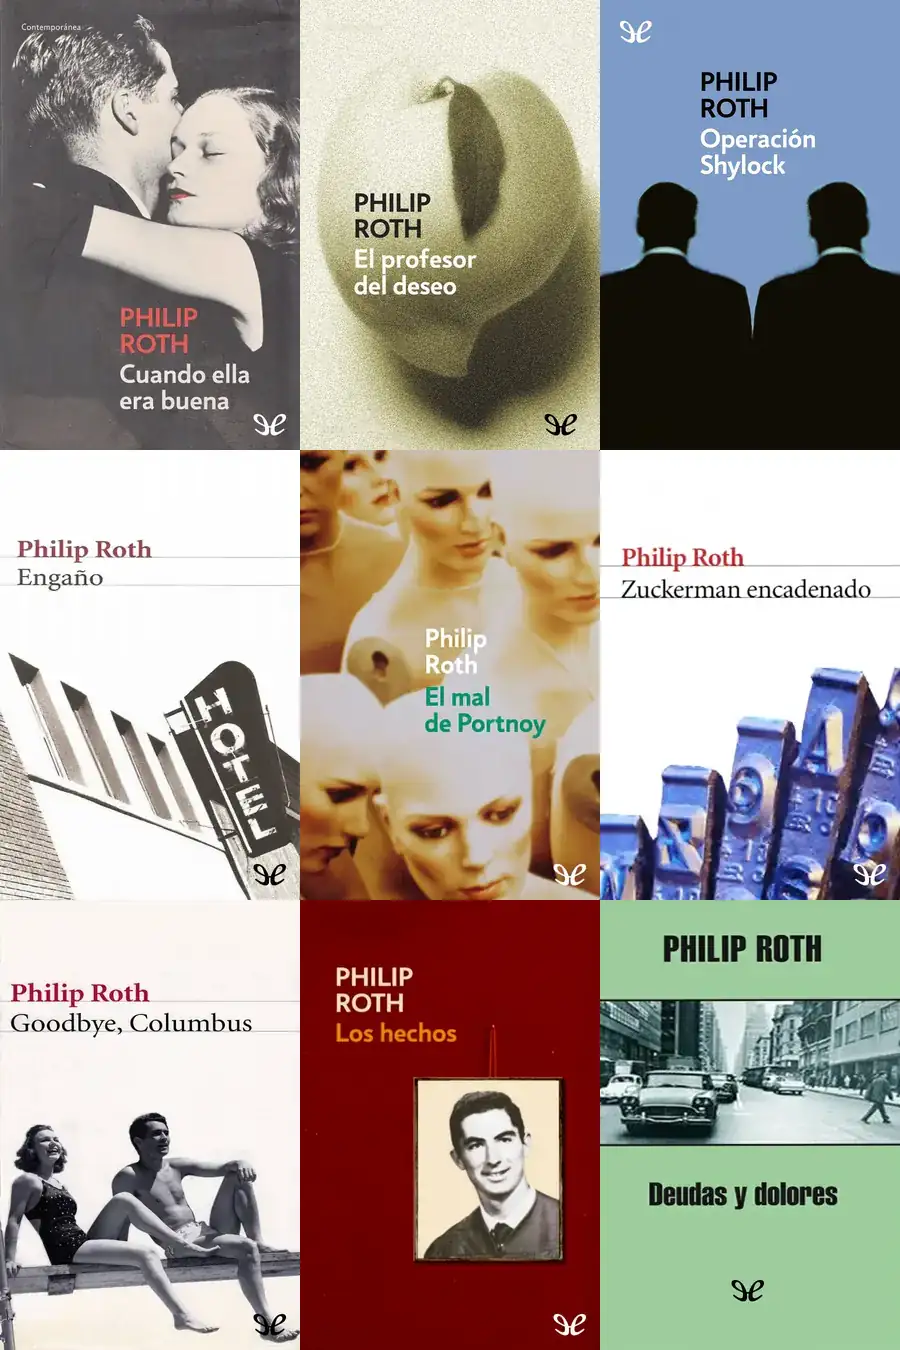 Contemporánea
PHILIP
ROTH
Cuando ella
era buena
PHILIP
ROTH
El profesor
del deseo
PHILIP
ROTH
Operación
Shylock
Philip Roth
Engaño
HOTEL
Philip
Roth
El mal
de Portnoy
Philip Roth
Zuckerman encadenado
Philip Roth
Goodbye, Columbus
PHILIP
ROTH
Los hechos
PHILIP ROTH
Deudas y dolores